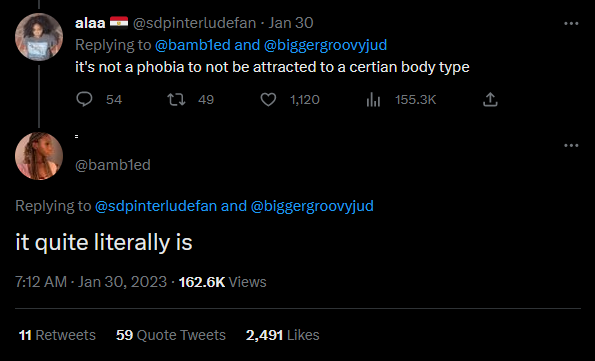 alaa 🇪🇬 @sdpinterludefan · Jan 30
Replying to @bamb1ed and @biggergroovyjud
it's not a phobia to not be attracted to a certian body type
54 49 1,120 155.3K
@bamb1ed
Replying to @sdpinterludefan and @biggergroovyjud
it quite literally is
7:12 AM · Jan 30, 2023 · 162.6K Views
11 Retweets 59 Quote Tweets 2,491 Likes